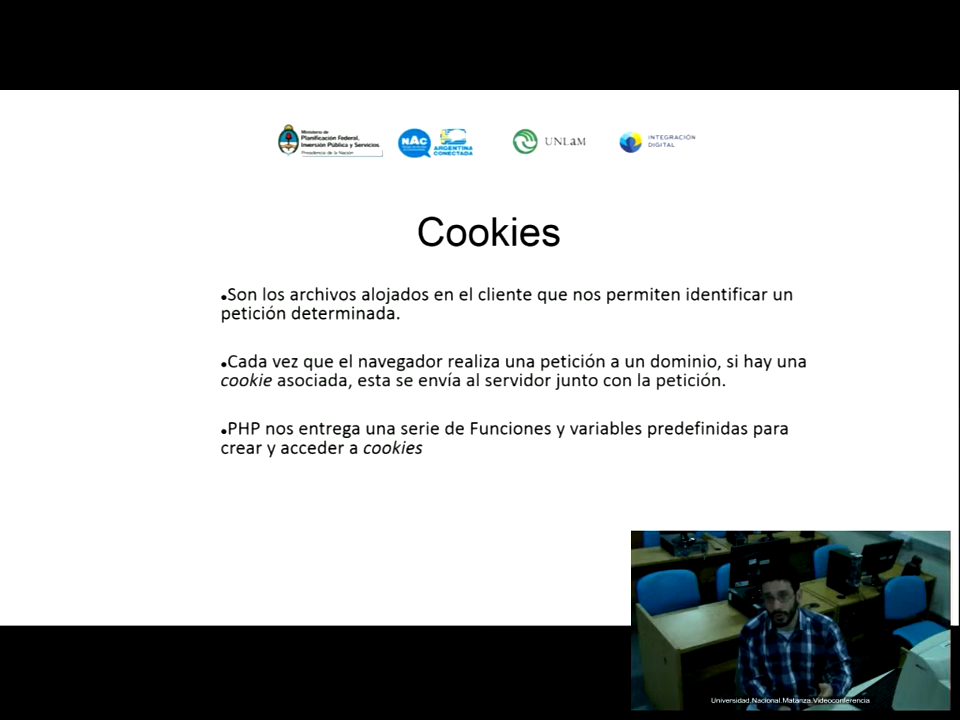 Ministerio de
Planificación Federal,
Inversión Pública y Servicios
Presidencia de la Nación
NAC
ARGENTINA
CONECTADA
UNLaM
INTEGRACIÓN
DIGITAL
Cookies
•Son los archivos alojados en el cliente que nos permiten identificar un
petición determinada.
•Cada vez que el navegador realiza una petición a un dominio, si hay una
cookie asociada, esta se envía al servidor junto con la petición.
•PHP nos entrega una serie de Funciones y variables predefinidas para
crear y acceder a cookies
Universidad.Nacional.Matanza.Videoconferencia